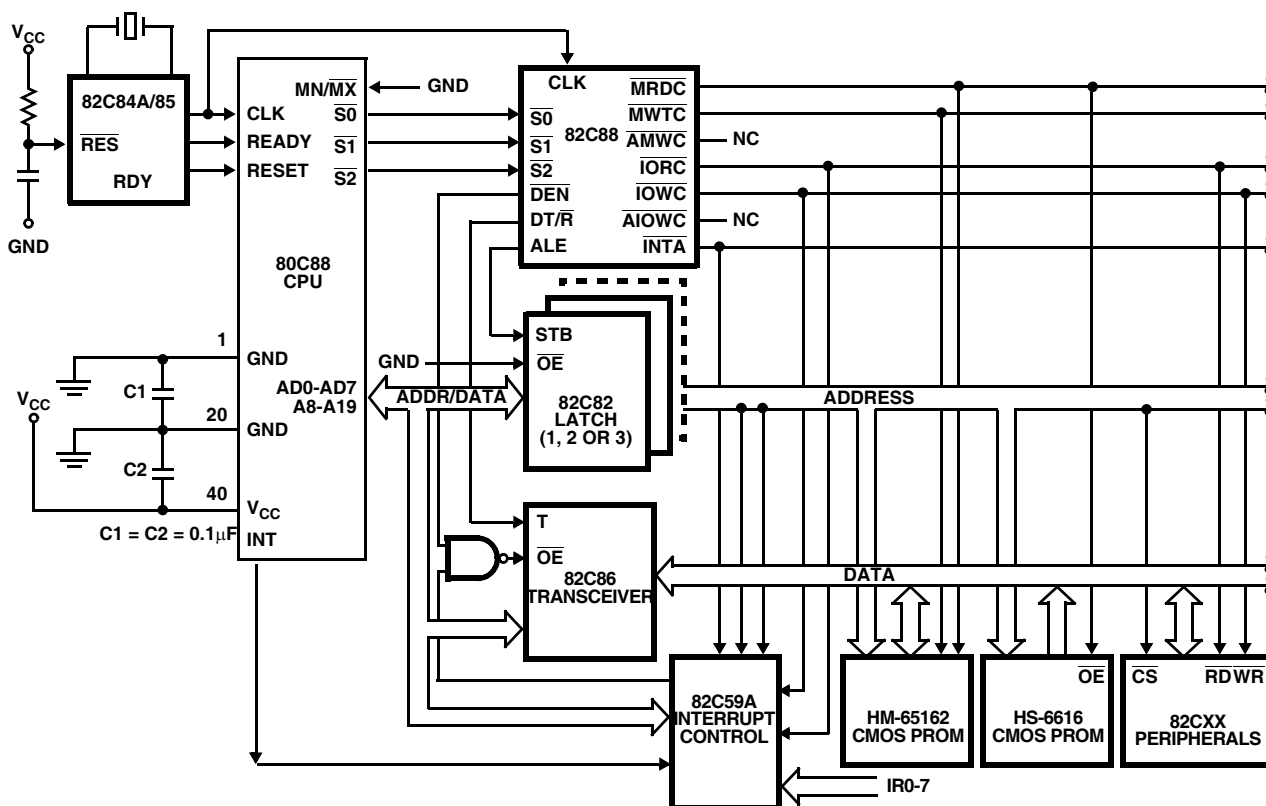 VCC
82C84A/85
RES
RDY
GND
MN/MX
GND
CLK
S0
READY
S1
RESET
S2
80C88
CPU
1
GND
C1
VCC
AD0-AD7
A8-A19
20
GND
C2
40
VCC
C1 = C2 = 0.1μF
INT
CLK
MRDC
S0
MWTC
82C88
S1
AMWC
NC
S2
IORC
DEN
IOWC
DT/R
AIOWC
NC
ALE
INTA
STB
GND
OE
ADDR/DATA
82C82
LATCH
(1, 2 OR 3)
ADDRESS
T
OE
82C86
TRANSCEIVER
DATA
82C59A
INTERRUPT
CONTROL
IR0-7
HM-65162
CMOS PROM
OE
HS-6616
CMOS PROM
CS
RD WR
82CXX
PERIPHERALS